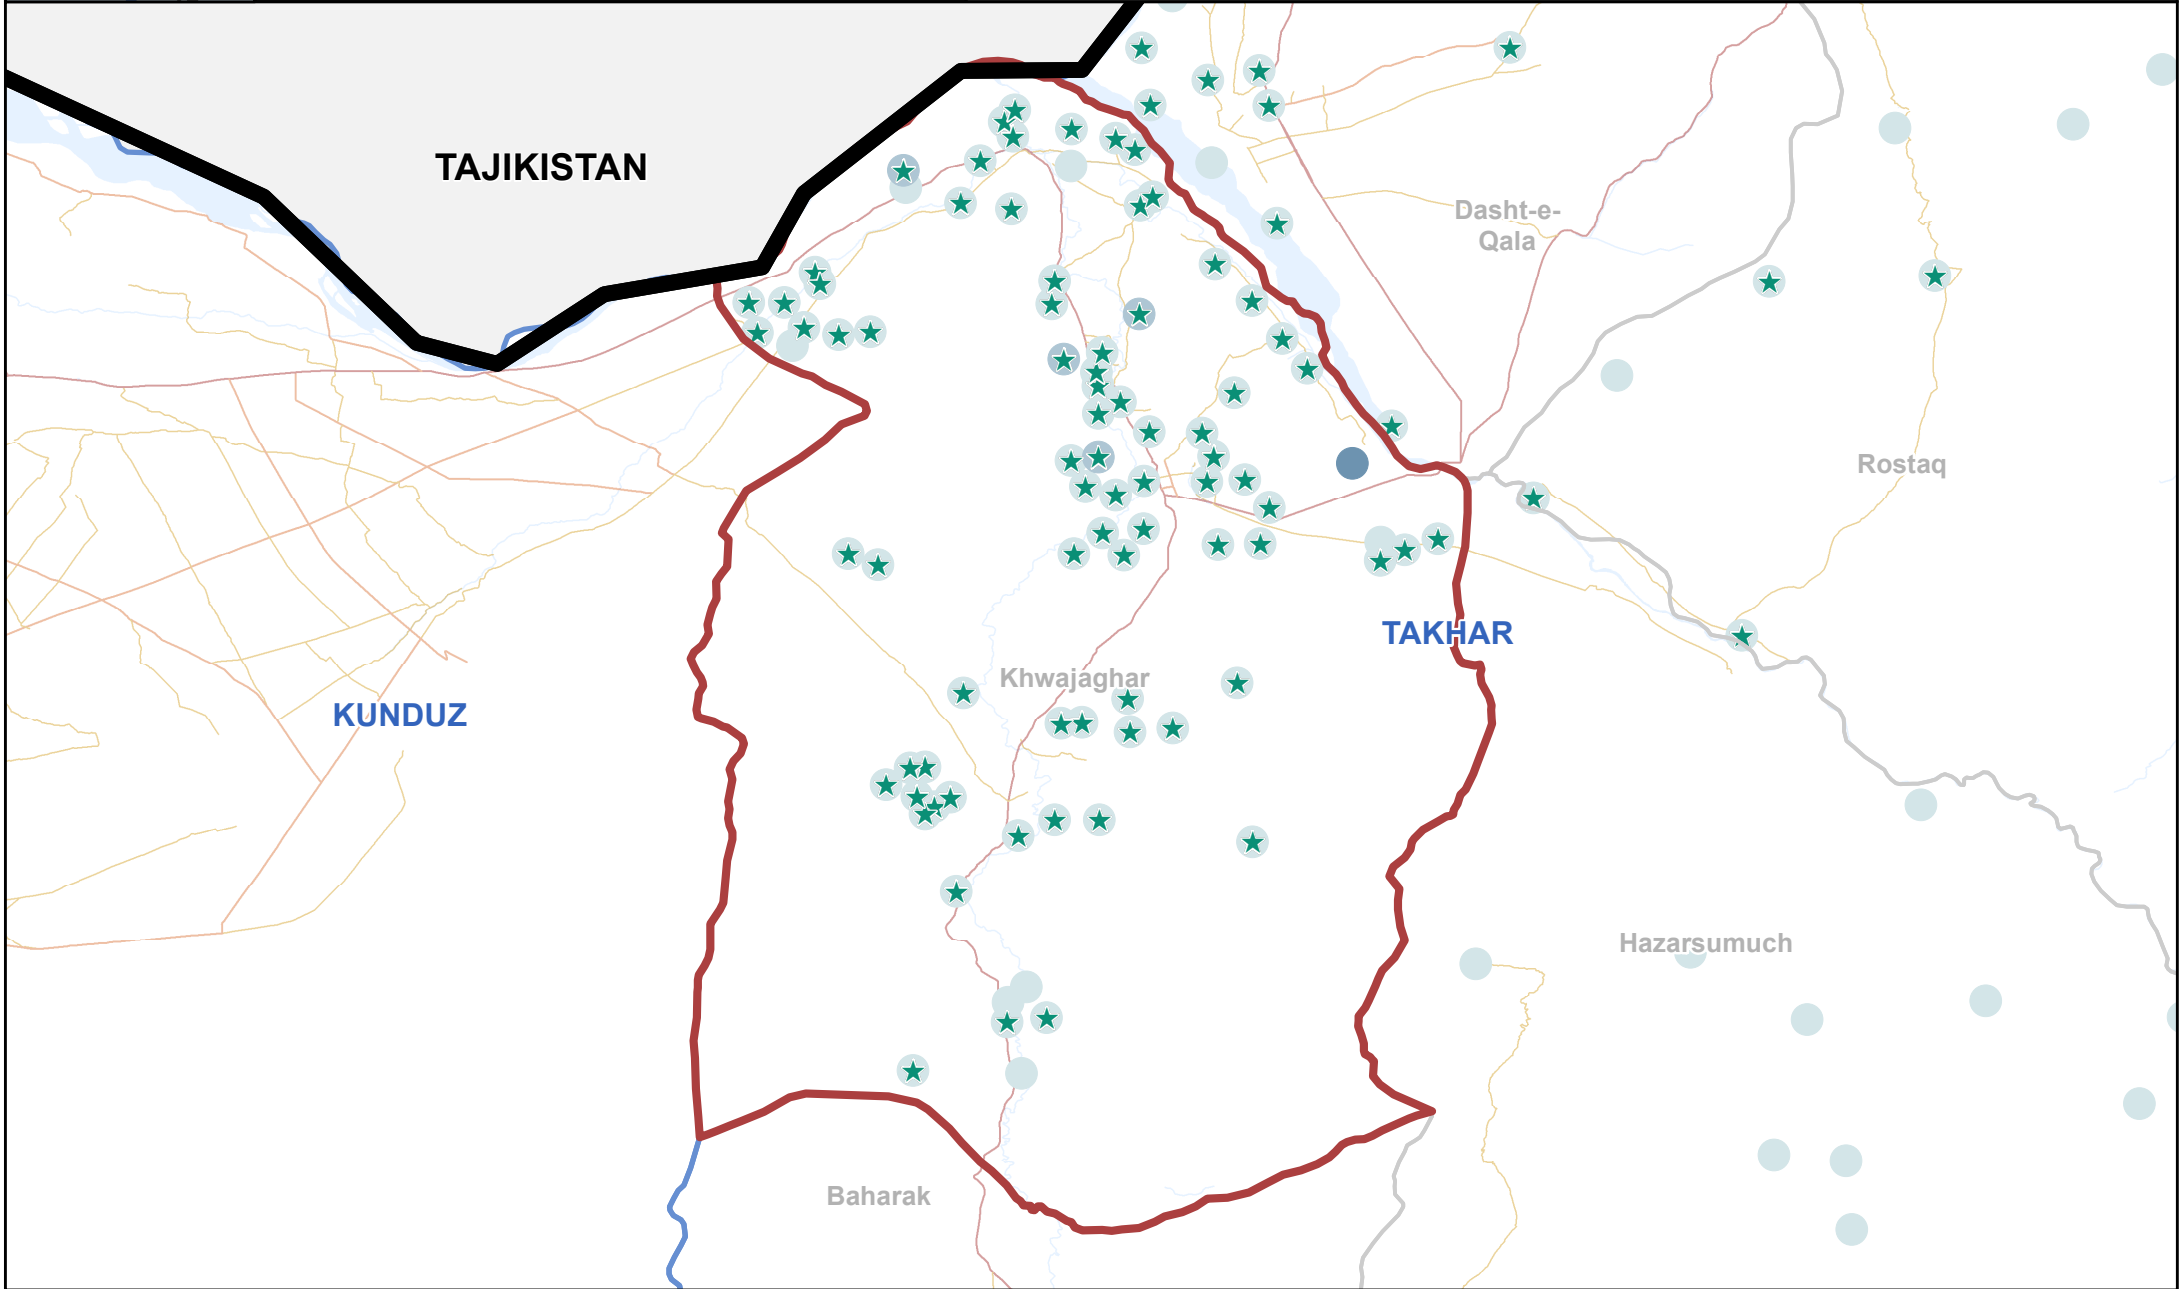 TAJIKISTAN
Dasht-e-
Qala
Rostaq
TAKHAR
Khwajaghar
KUNDUZ
Hazarsumuch
Baharak